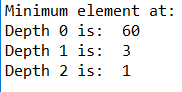 Minimum element at:
Depth 0 is:  60
Depth 1 is:  3
Depth 2 is:  1